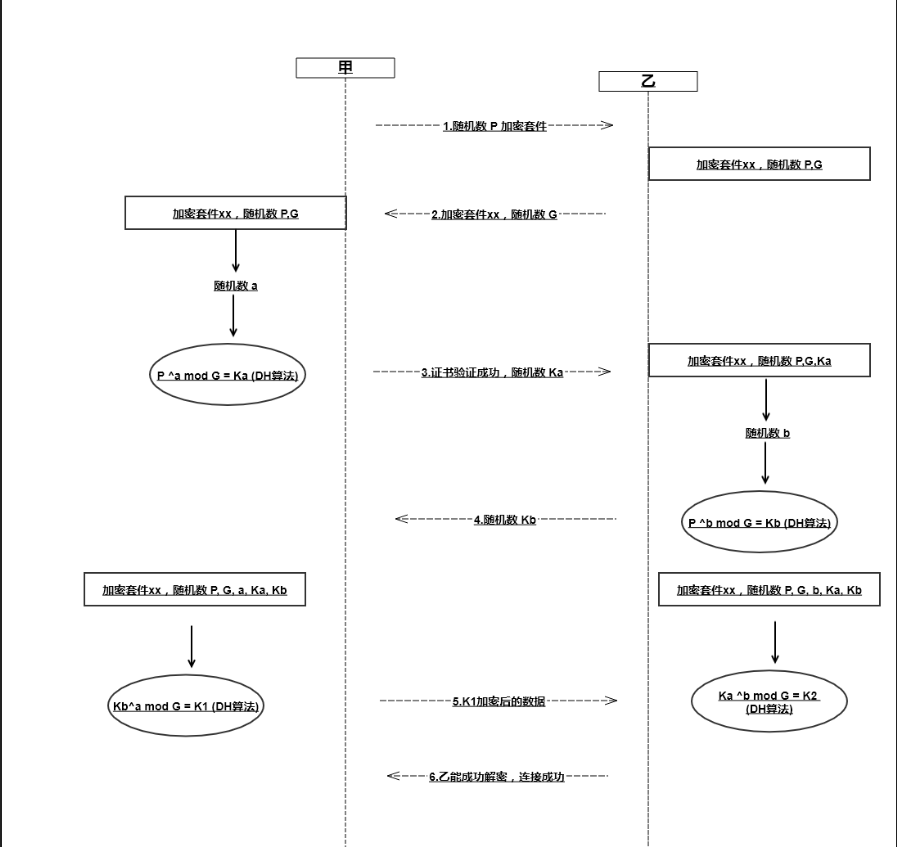 甲
乙
1.随机数 P 加密套件
加密套件xx，随机数 P,G
加密套件xx，随机数 P,G
2.加密套件xx，随机数 G
随机数 a
P ^a mod G = Ka (DH算法)
3.证书验证成功，随机数 Ka
加密套件xx，随机数 P,G,Ka
随机数 b
4.随机数 Kb
P ^b mod G = Kb (DH算法)
加密套件xx，随机数 P, G, a, Ka, Kb
加密套件xx，随机数 P, G, b, Ka, Kb
Kb^a mod G = K1 (DH算法)
5.K1加密后的数据
Ka ^b mod G = K2
(DH算法)
6.乙能成功解密，连接成功